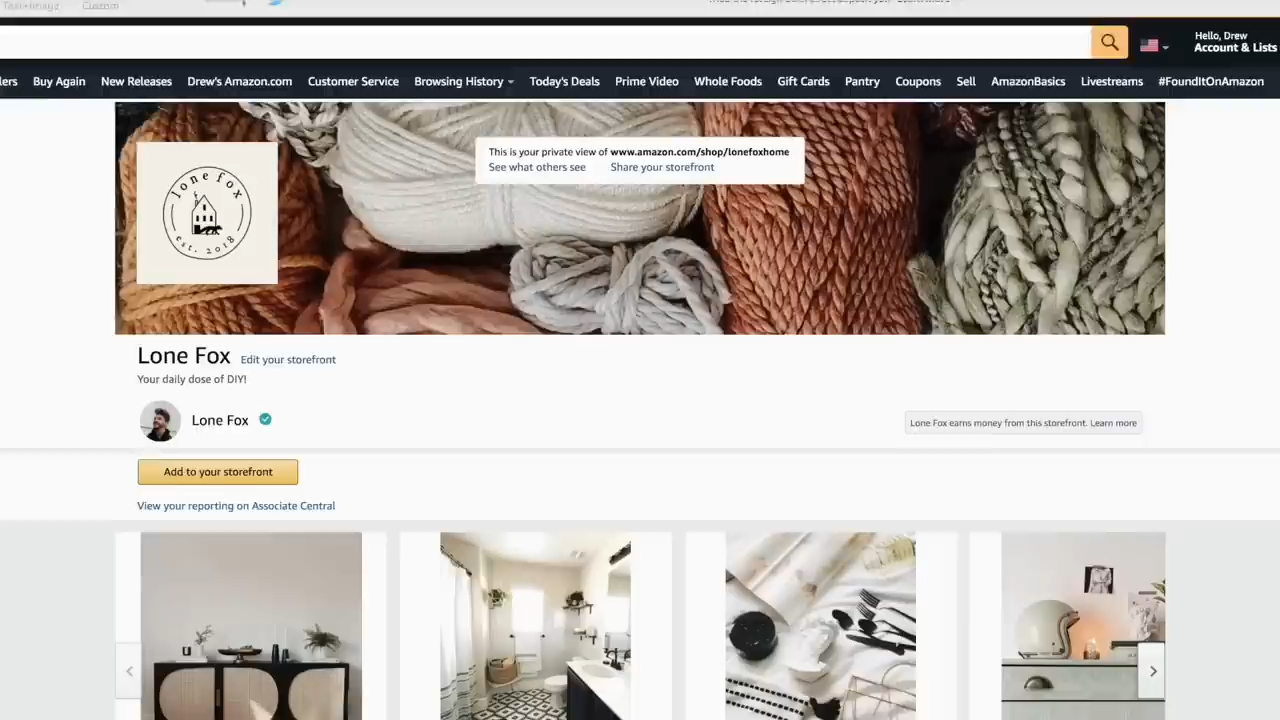 Custom
Hello, Drew
Account & Lists
lers Buy Again New Releases Drew's Amazon.com Customer Service Browsing History Today's Deals Prime Video Whole Foods Gift Cards Pantry Coupons Sell AmazonBasics Livestreams #FoundItOnAmazon
This is your private view of www.amazon.com/shop/lonefoxhome
See what others see Share your storefront
lone fox
est. 2018
Lone Fox Edit your storefront
Your daily dose of DIY!
Lone Fox
Lone Fox earns money from this storefront. Learn more
Add to your storefront
View your reporting on Associate Central